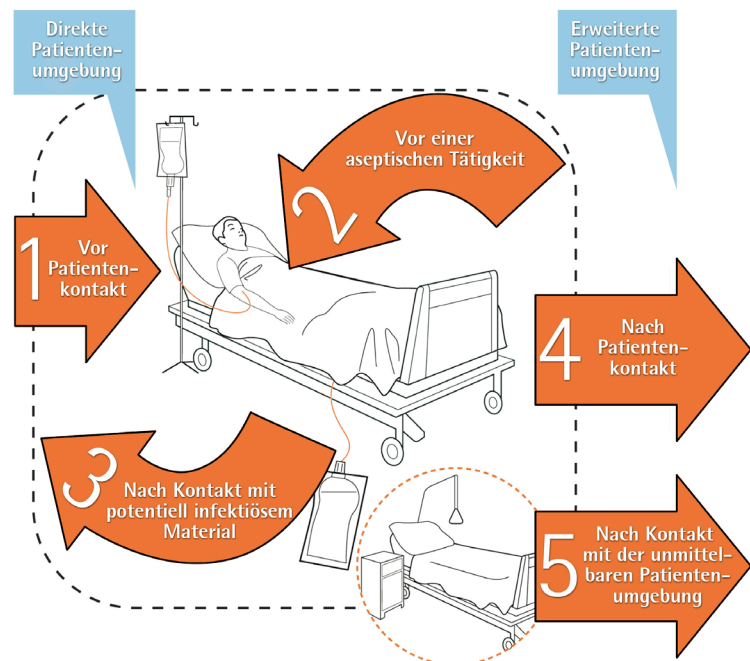 Direkte
Patienten-
umgebung
Erweiterte
Patienten-
umgebung
1
Vor
Patienten-
kontakt
2
Vor einer
aseptischen Tätigkeit
3
Nach Kontakt mit
potentiell infektiösem
Material
4
Nach
Patienten-
kontakt
5
Nach Kontakt
mit der unmittel-
baren Patienten-
umgebung